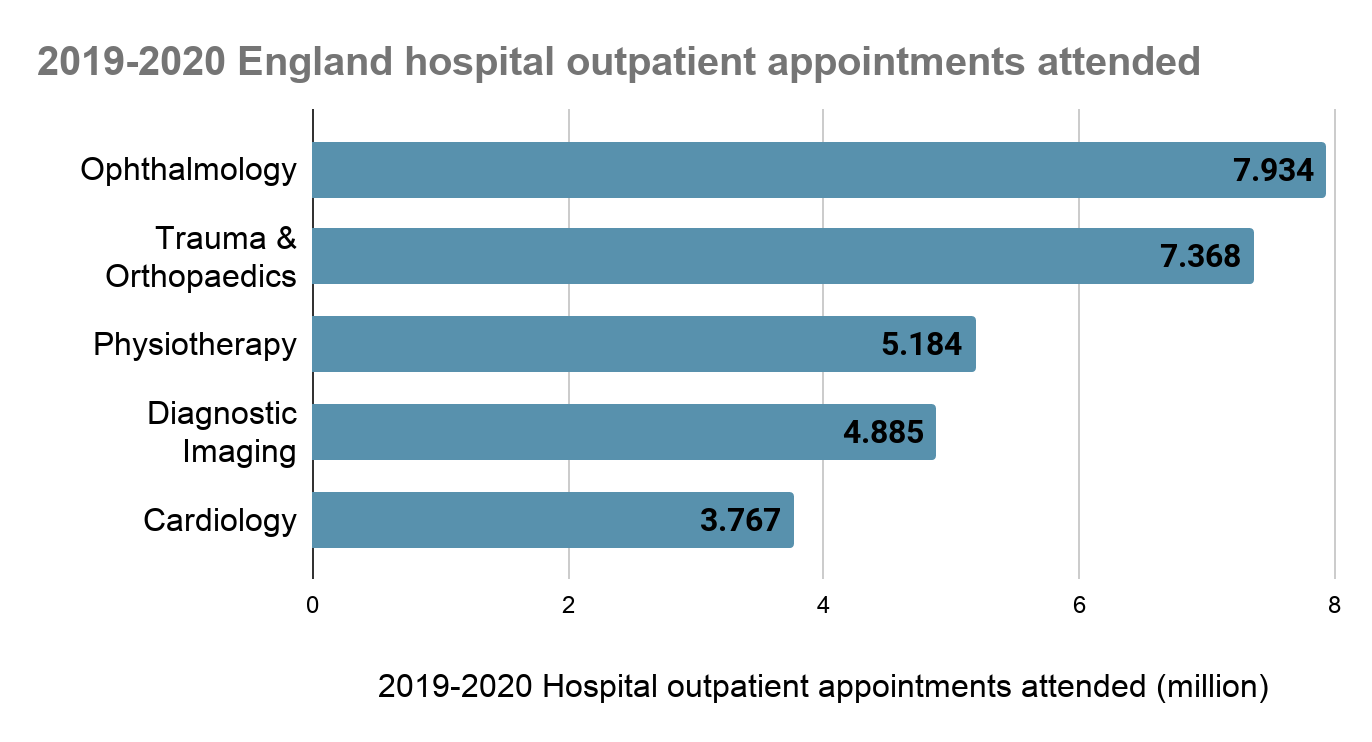 2019-2020 England hospital outpatient appointments attended
Ophthalmology
7.934
Trauma &
Orthopaedics
7.368
Physiotherapy
5.184
Diagnostic
Imaging
4.885
Cardiology
3.767
0 2 4 6 8
2019-2020 Hospital outpatient appointments attended (million)